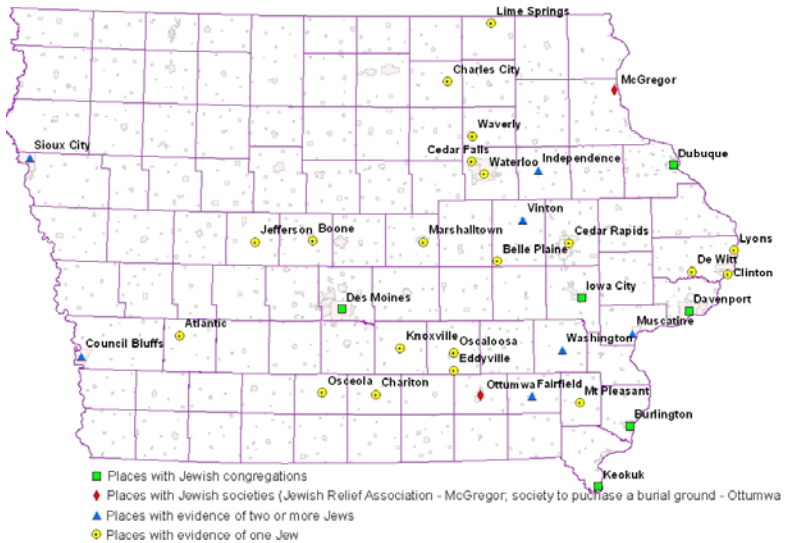 Lime Springs
Charles City
McGregor
Waverly
Sioux City
Cedar Falls
Waterloo
Independence
Dubuque
Vinton
Jefferson
Boone
Marshalltown
Cedar Rapids
Lyons
Belle Plaine
De Witt
Clinton
Iowa City
Des Moines
Davenport
Muscatine
Atlantic
Council Bluffs
Knoxville
Oscaloosa
Washington
Eddyville
Osceola
Chariton
Ottumwa
Fairfield
Mt Pleasant
Burlington
Keokuk
Places with Jewish congregations
Places with Jewish societies (Jewish Relief Association - McGregor; society to puchase a burial ground - Ottumwa
Places with evidence of two or more Jews
Places with evidence of one Jew